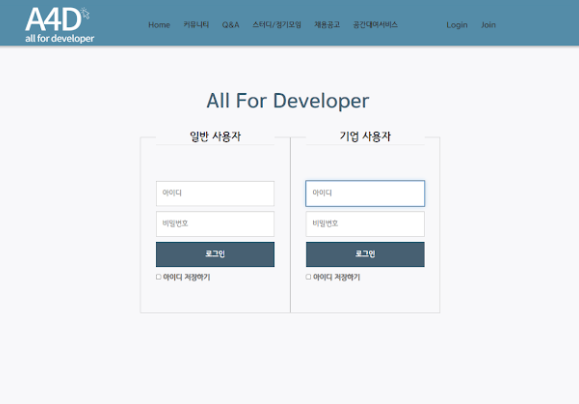 A4D
all for developer
Home 커뮤니티 Q&A 스터디/정기모임 채용공고 공간대여서비스 Login Join
All For Developer
일반 사용자 기업 사용자
아이디 아이디
비밀번호 비밀번호
로그인 로그인
아이디 저장하기 아이디 저장하기